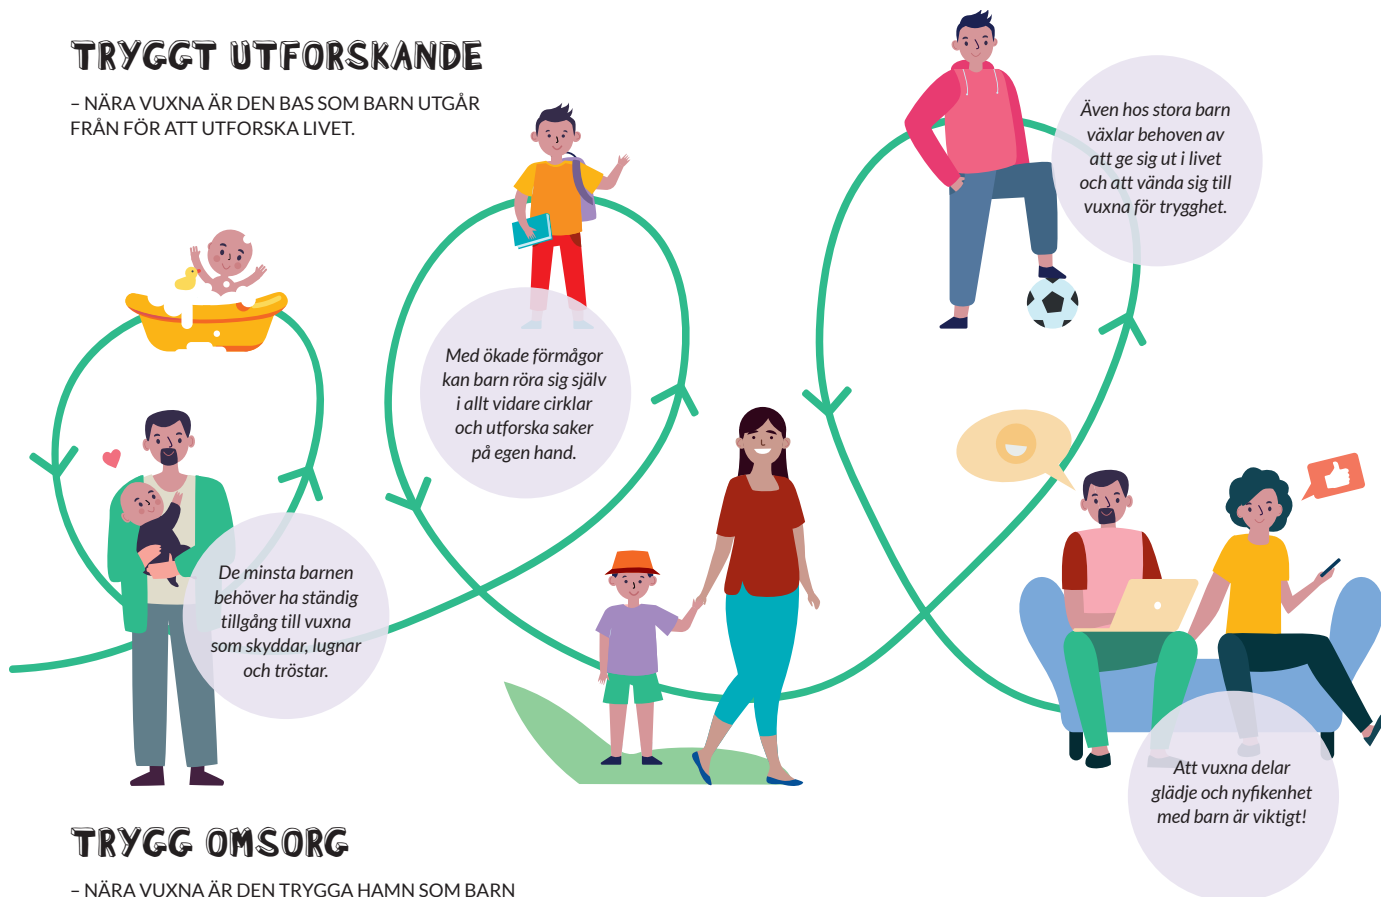 TRYGGT UTFORSKANDE
– NÄRA VUXNA ÄR DEN BAS SOM BARN UTGÅR
FRÅN FÖR ATT UTFORSKA LIVET.
Även hos stora barn
växlar behoven av
att ge sig ut i livet
och att vända sig till
vuxna för trygghet.
Med ökade förmågor
kan barn röra sig själv
i allt vidare cirklar
och utforska saker
på egen hand.
De minsta barnen
behöver ha ständig
tillgång till vuxna
som skyddar, lugnar
och tröstar.
Att vuxna delar
glädje och nyfikenhet
med barn är viktigt!
TRYGG OMSORG
– NÄRA VUXNA ÄR DEN TRYGGA HAMN SOM BARN